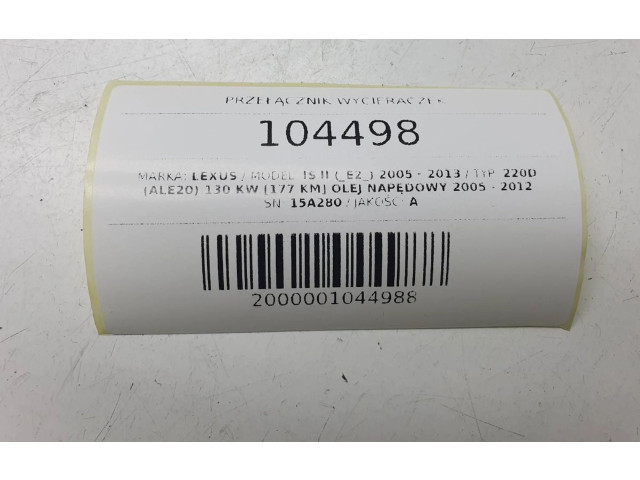 PRZEŁĄCZNIK WYCIERACZEK
104498
MARKA: LEXUS / MODEL: IS II (_E2_) 2005 - 2013 / TYP: 220D
(ALE20) 130 KW [177 KM] OLEJ NAPĘDOWY 2005 - 2012
SN: 15A280 / JAKOŚĆ: A
2000001044988